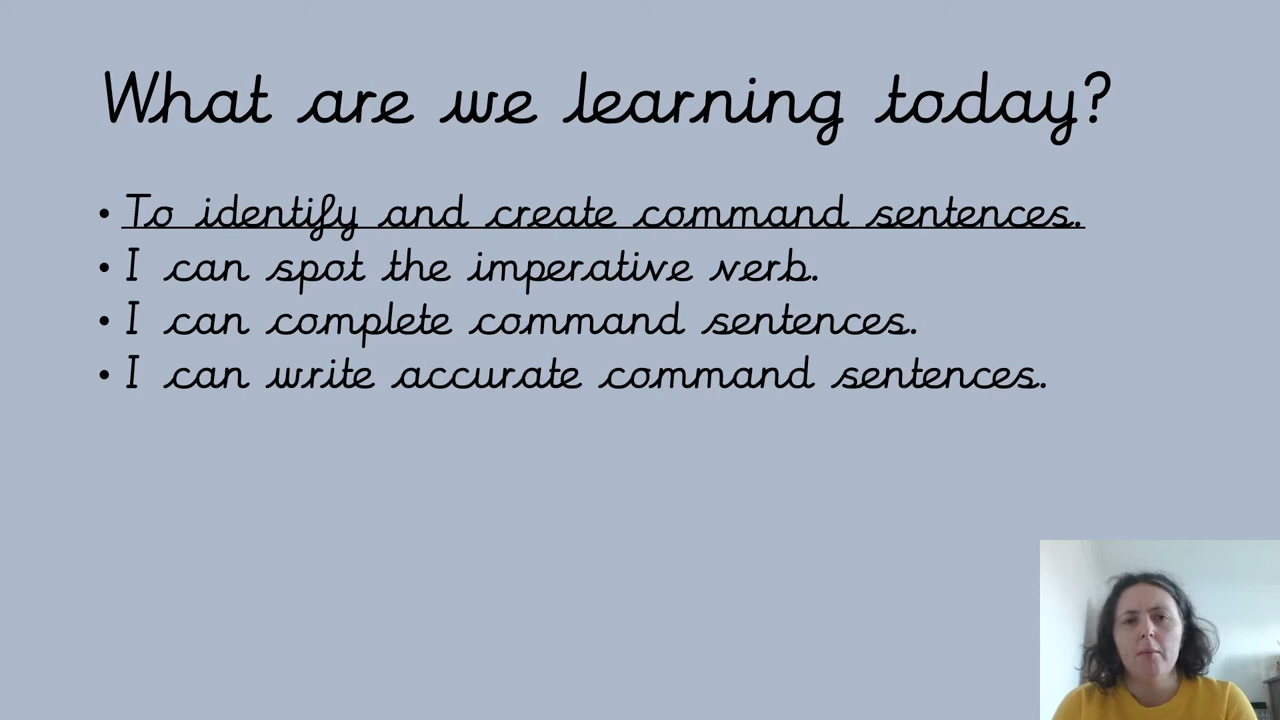 What are we learning today?
• To identify and create command sentences.
• I can spot the imperative verb.
• I can complete command sentences.
• I can write accurate command sentences.